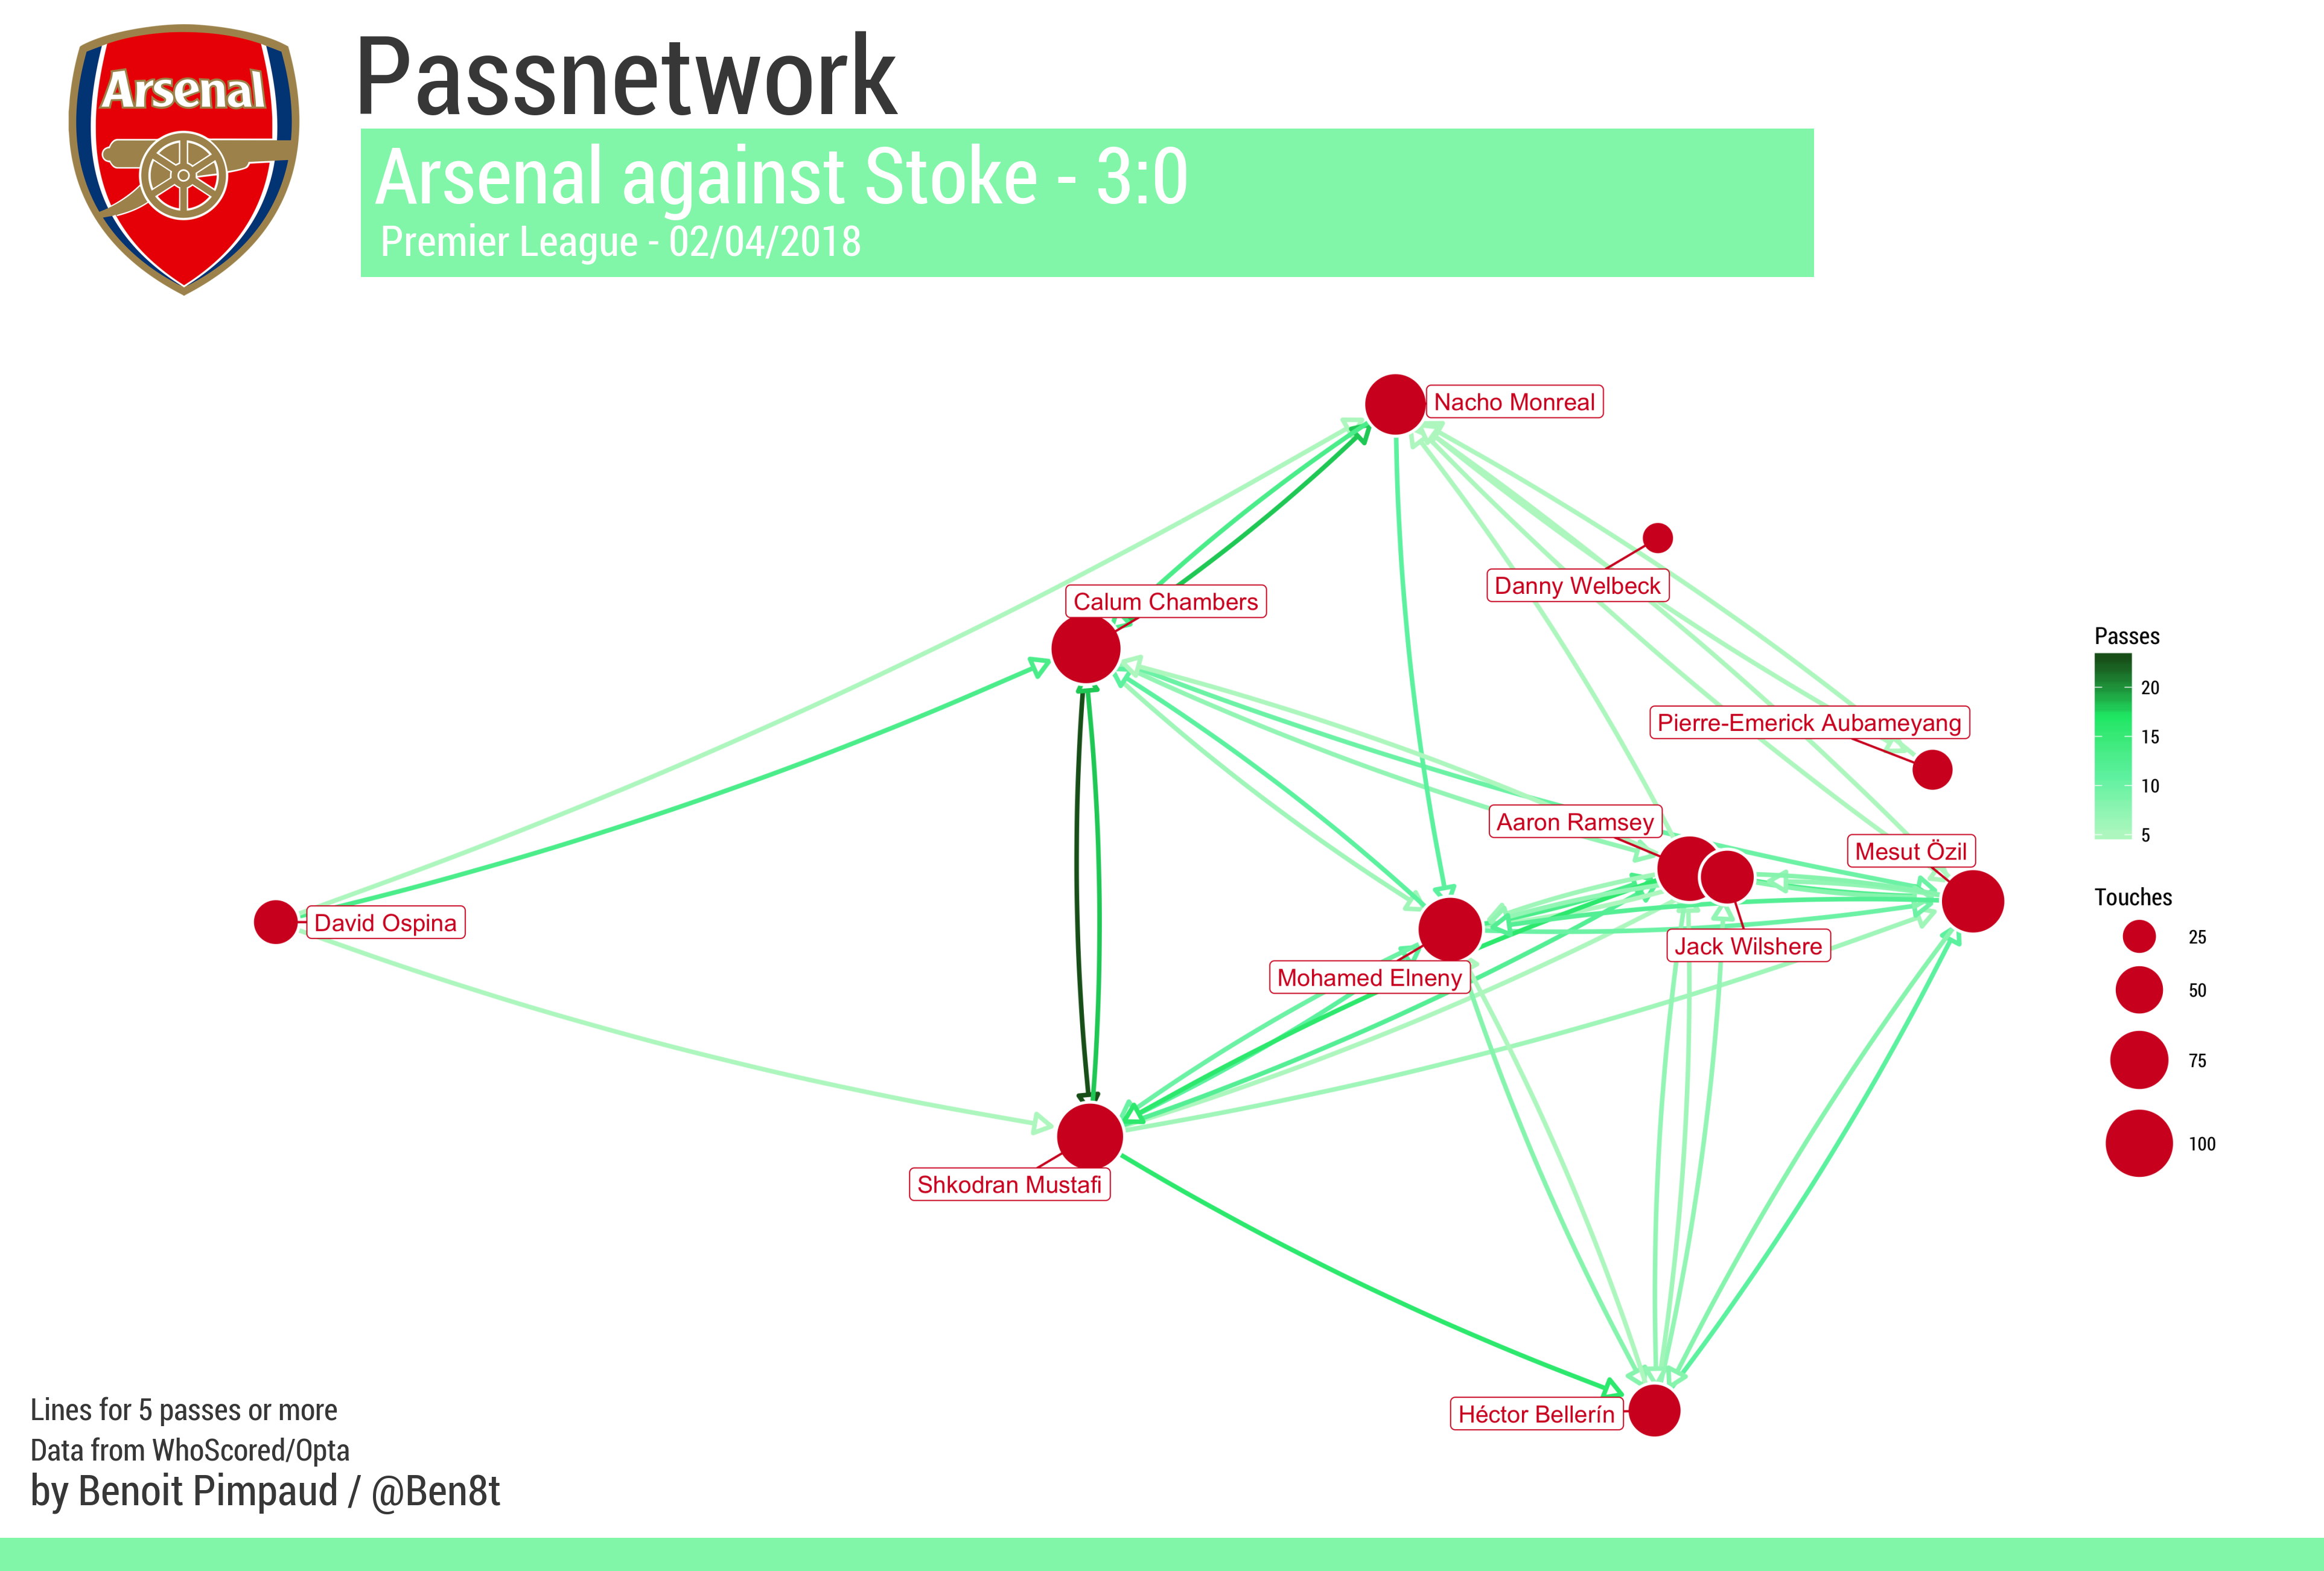 Arsenal
Passnetwork
Arsenal against Stoke - 3:0
Premier League - 02/04/2018
Nacho Monreal
Danny Welbeck
Calum Chambers
Pierre-Emerick Aubameyang
Aaron Ramsey
Mesut Özil
David Ospina
Jack Wilshere
Mohamed Elneny
Shkodran Mustafi
Héctor Bellerín
Passes
20
15
10
5
Touches
25
50
75
100
Lines for 5 passes or more
Data from WhoScored/Opta
by Benoit Pimpaud / @Ben8t